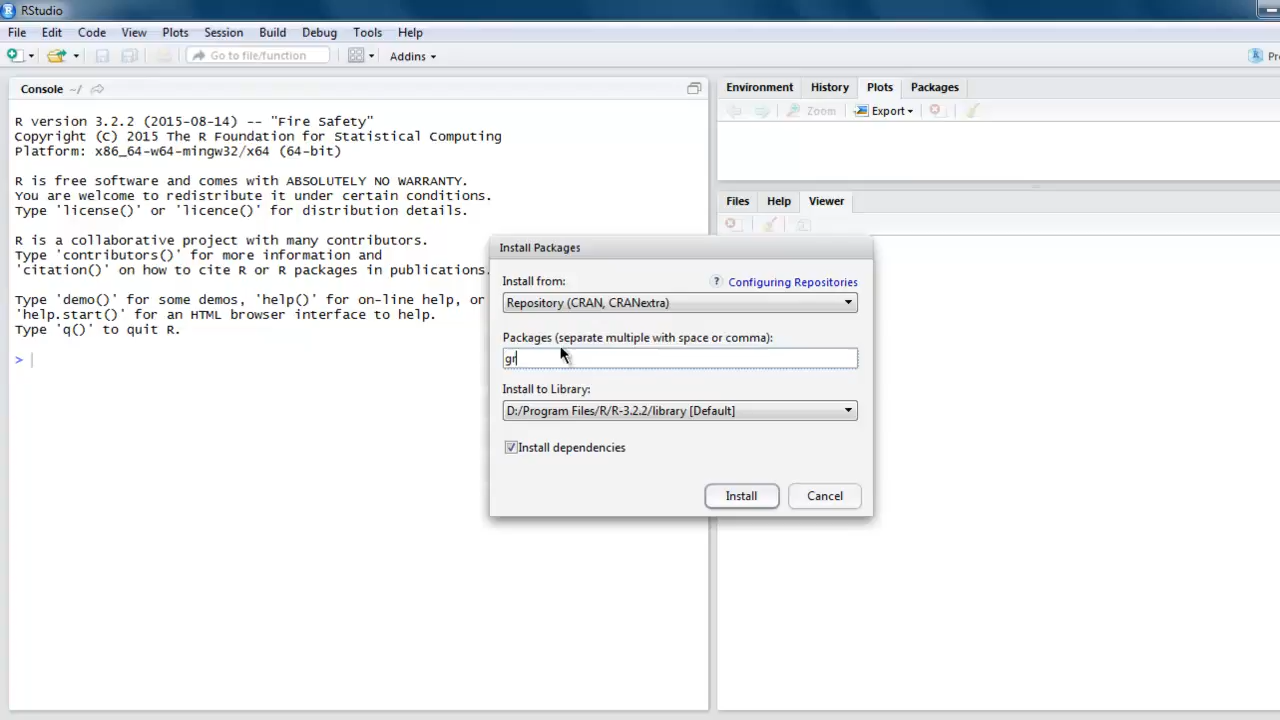 RStudio
File Edit Code View Plots Session Build Debug Tools Help
Go to file/function Addins
Console ~/
R version 3.2.2 (2015-08-14) -- "Fire Safety"
Copyright (C) 2015 The R Foundation for Statistical Computing
Platform: x86_64-w64-mingw32/x64 (64-bit)
R is free software and comes with ABSOLUTELY NO WARRANTY.
You are welcome to redistribute it under certain conditions.
Type 'license()' or 'licence()' for distribution details.
R is a collaborative project with many contributors.
Type 'contributors()' for more information and
'citation()' on how to cite R or R packages in publications.
Type 'demo()' for some demos, 'help()' for on-line help, or
'help.start()' for an HTML browser interface to help.
Type 'q()' to quit R.
>
Environment History Plots Packages
Zoom Export
Files Help Viewer
Install Packages
Install from: ? Configuring Repositories
Repository (CRAN, CRANextra)
Packages (separate multiple with space or comma):
gr
Install to Library:
D:/Program Files/R/R-3.2.2/library [Default]
Install dependencies
Install Cancel